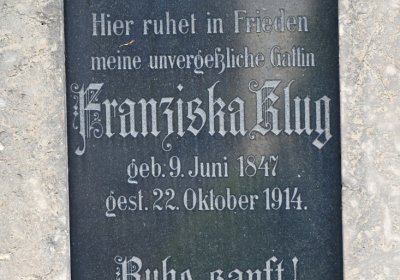 Hier ruhet in Frieden
meine unvergeßliche Gattin
Franziska Klug
geb. 9. Juni 1847
gest. 22. Oktober 1914.
Ruhe sanft!